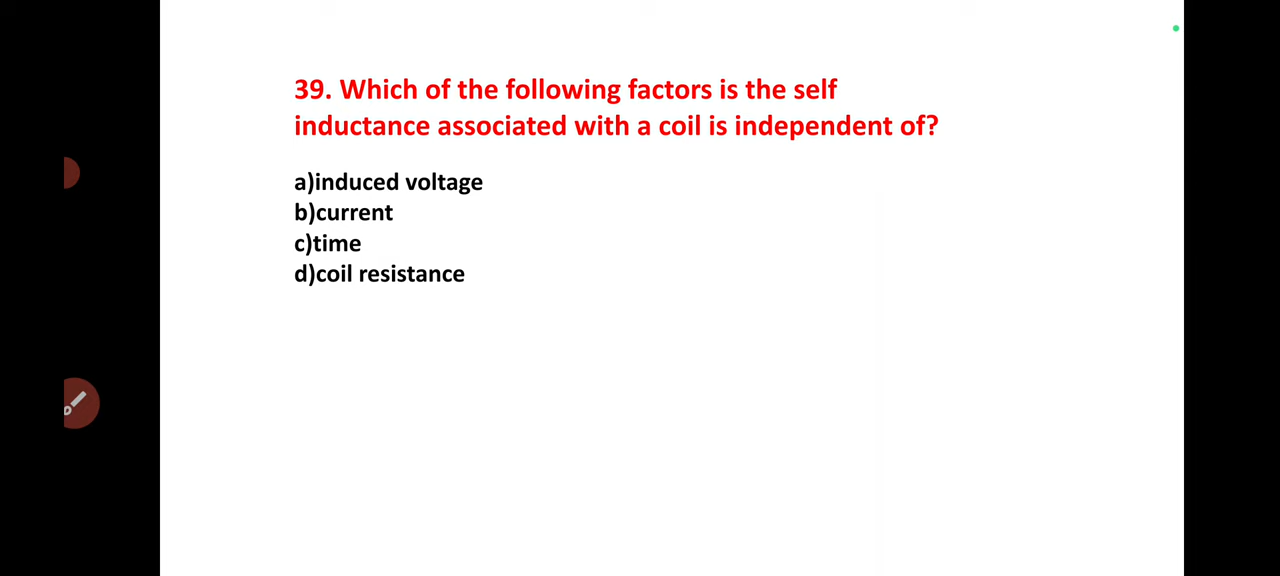 39. Which of the following factors is the self
inductance associated with a coil is independent of?
a)induced voltage
b)current
c)time
d)coil resistance